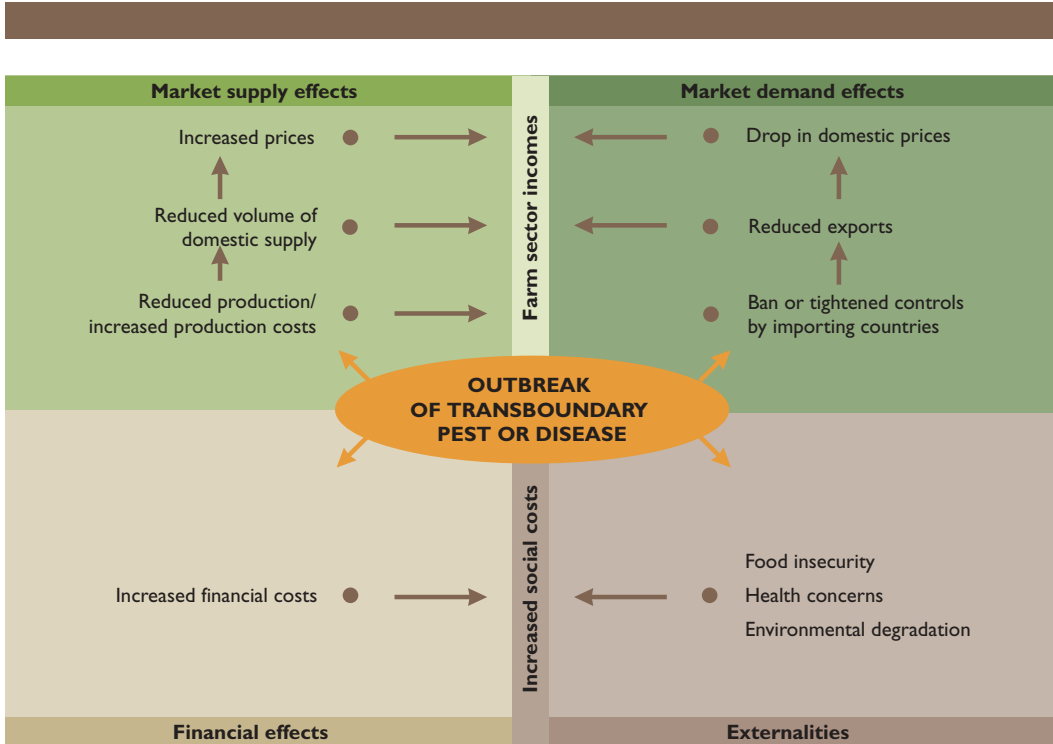 Market supply effects
Market demand effects
Increased prices
Reduced volume of
domestic supply
Reduced production/
increased production costs
Farm sector incomes
Drop in domestic prices
Reduced exports
Ban or tightened controls
by importing countries
OUTBREAK
OF TRANSBOUNDARY
PEST OR DISEASE
Increased financial costs
Increased social costs
Food insecurity
Health concerns
Environmental degradation
Financial effects
Externalities